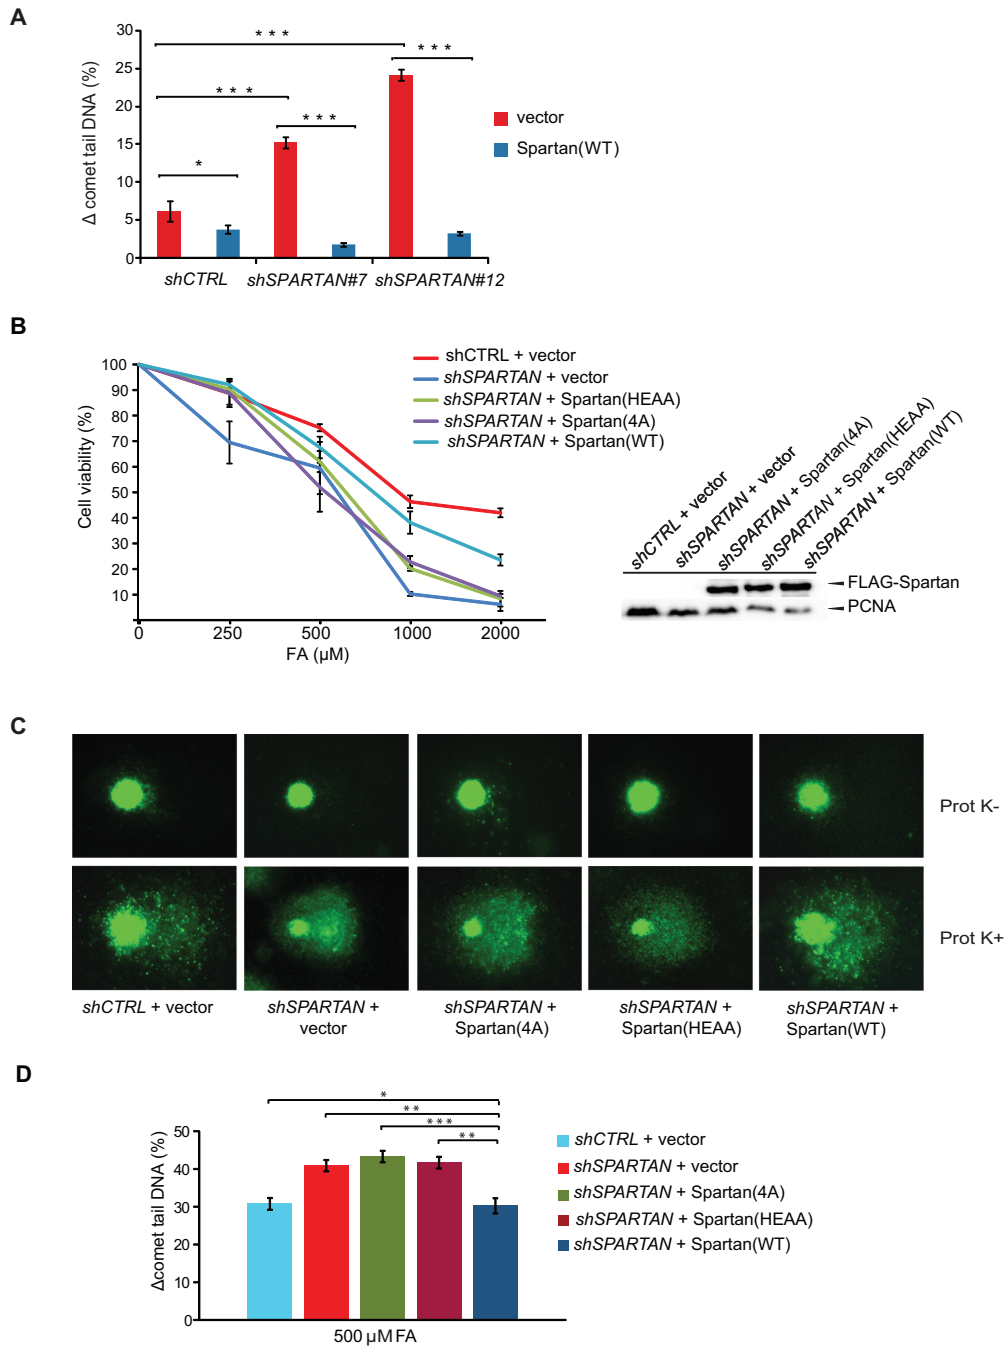 A
Δ comet tail DNA (%)
30
25
20
15
10
5
0
* * *
* * *
* * *
* * *
*
vector
Spartan(WT)
shCTRL shSPARTAN#7 shSPARTAN#12
B
Cell viability (%)
100
90
80
70
60
50
40
30
20
10
0 250 500 1000 2000
FA (µM)
shCTRL + vector
shSPARTAN + vector
shSPARTAN + Spartan(HEAA)
shSPARTAN + Spartan(4A)
shSPARTAN + Spartan(WT)
shCTRL + vector
shSPARTAN + vector
shSPARTAN + Spartan(4A)
shSPARTAN + Spartan(HEAA)
shSPARTAN + Spartan(WT)
FLAG-Spartan
PCNA
C
Prot K-
Prot K+
shCTRL + vector
shSPARTAN +
vector
shSPARTAN +
Spartan(4A)
shSPARTAN +
Spartan(HEAA)
shSPARTAN +
Spartan(WT)
D
Δcomet tail DNA (%)
50
40
30
20
10
0
*
**
***
**
500 µM FA
shCTRL + vector
shSPARTAN + vector
shSPARTAN + Spartan(4A)
shSPARTAN + Spartan(HEAA)
shSPARTAN + Spartan(WT)